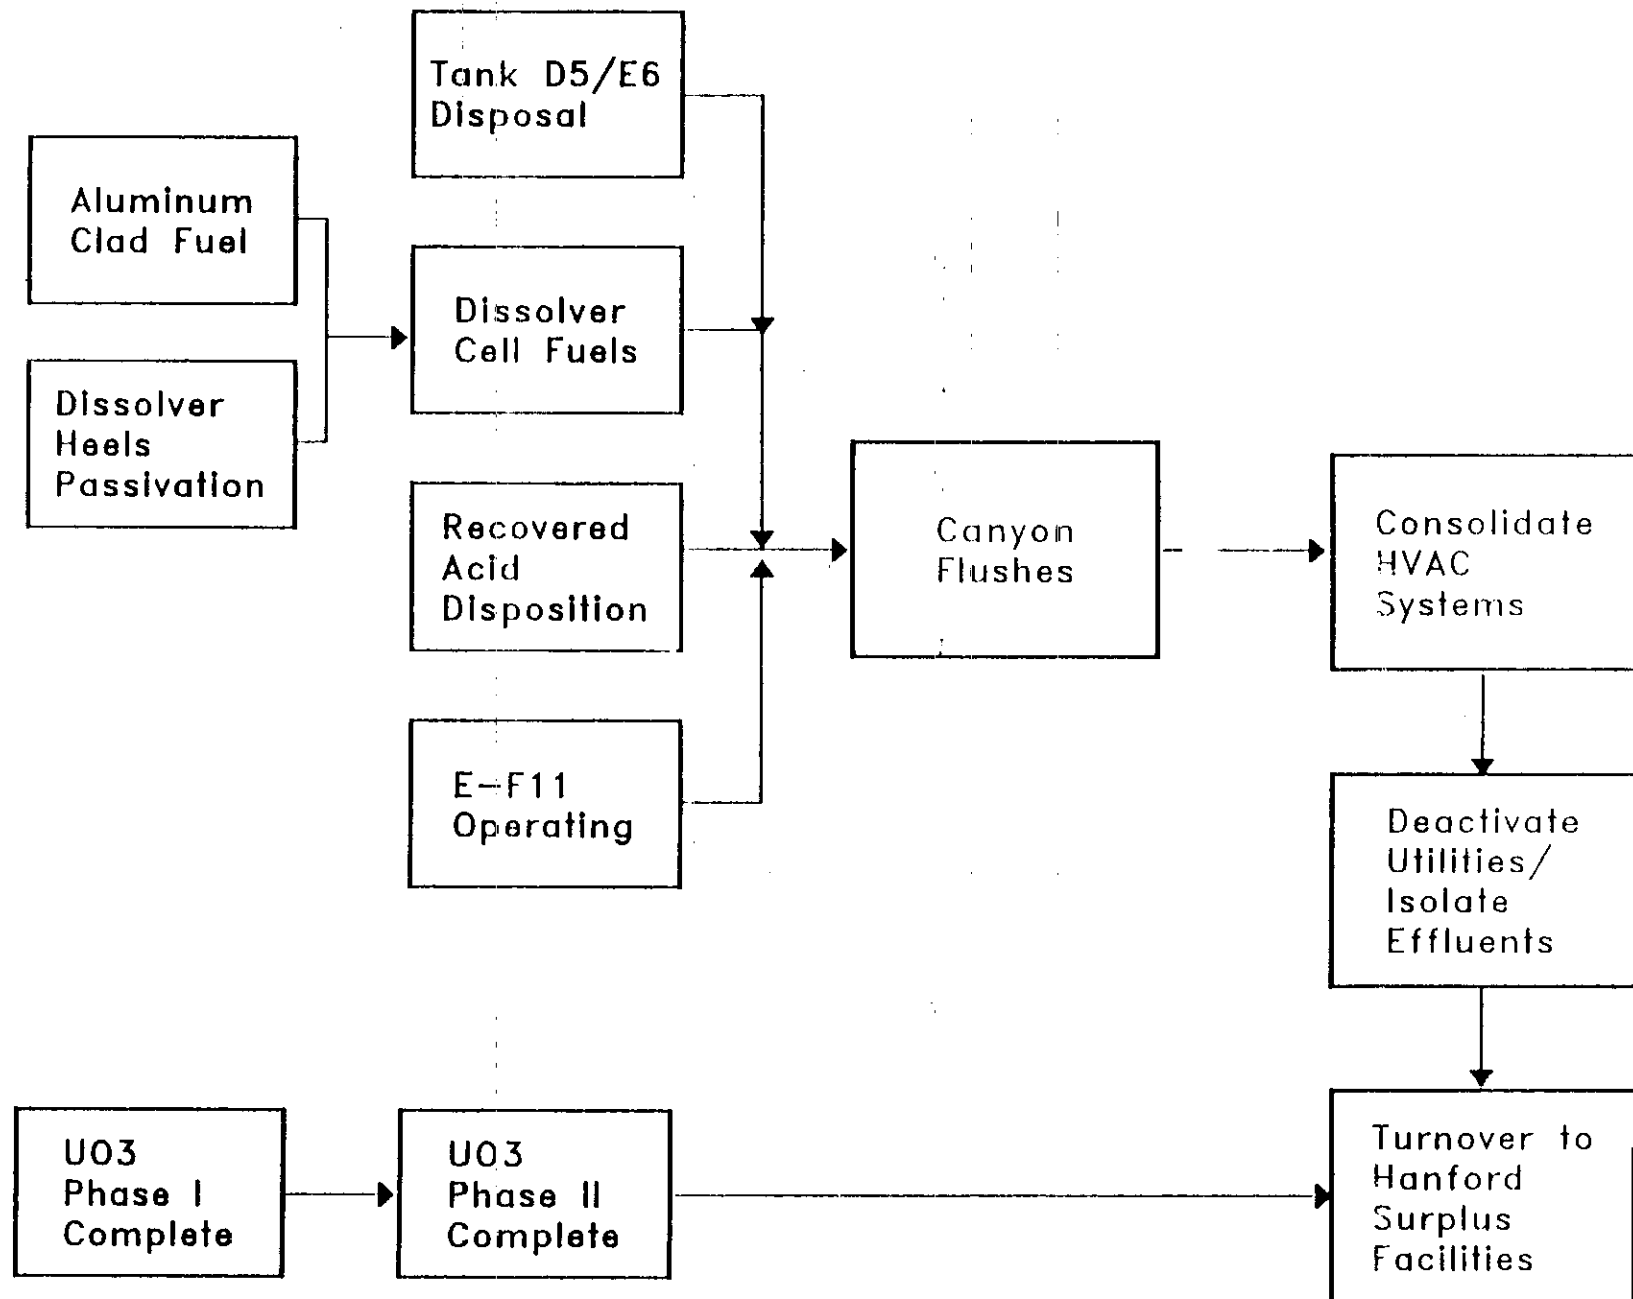 Tank D5/E6
Disposal
Aluminum
Clad Fuel
Dissolver
Cell Fuels
Dissolver
Heels
Passivation
Recovered
Acid
Disposition
Canyon
Flushes
Consolidate
HVAC
Systems
E-F11
Operating
Deactivate
Utilities/
Isolate
Effluents
UO3
Phase I
Complete
UO3
Phase II
Complete
Turnover to
Hanford
Surplus
Facilities